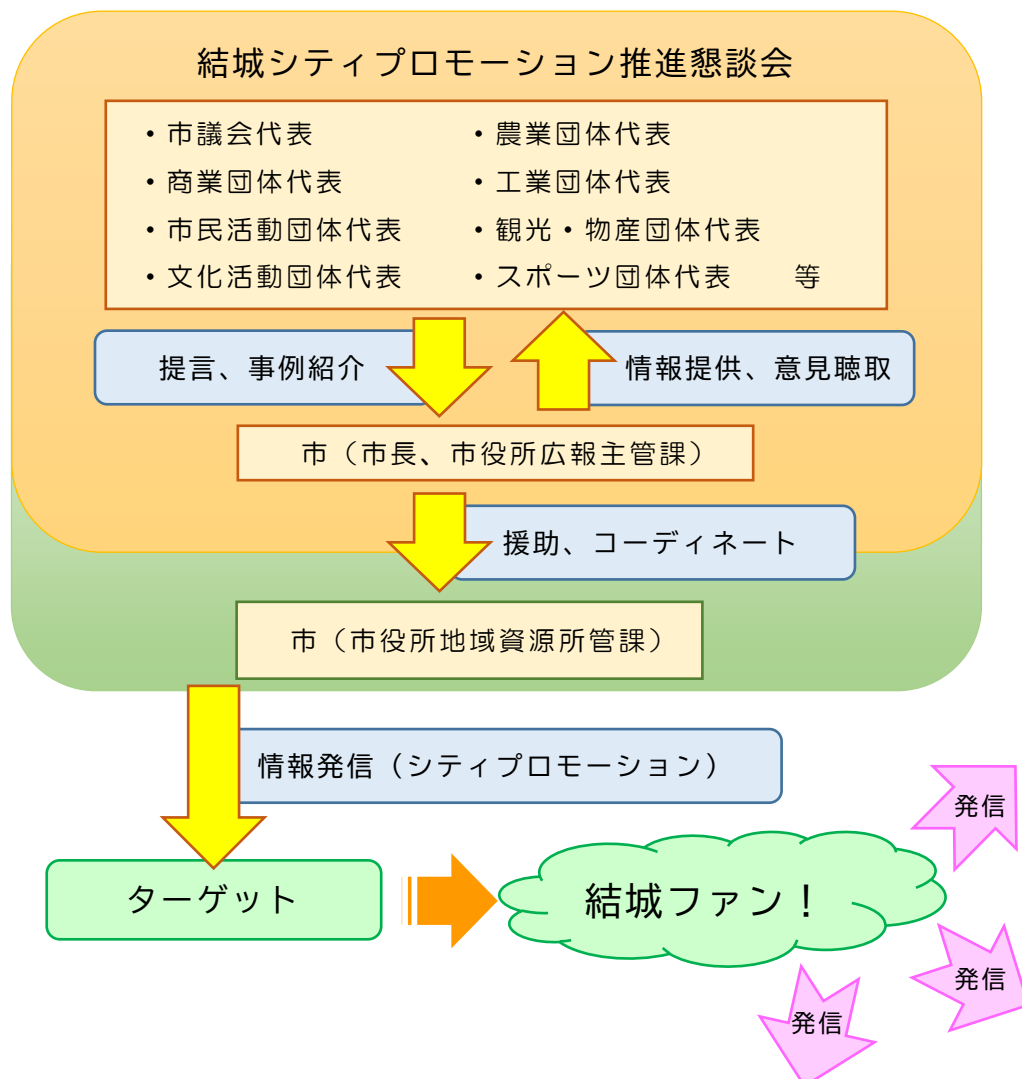 結城シティプロモーション推進懇談会
・市議会代表 ・農業団体代表
・商業団体代表 ・工業団体代表
・市民活動団体代表 ・観光・物産団体代表
・文化活動団体代表 ・スポーツ団体代表 等
提言、事例紹介 情報提供、意見聴取
市（市長、市役所広報主管課）
援助、コーディネート
市（市役所地域資源所管課）
情報発信（シティプロモーション）
発信
ターゲット
結城ファン！
発信
発信